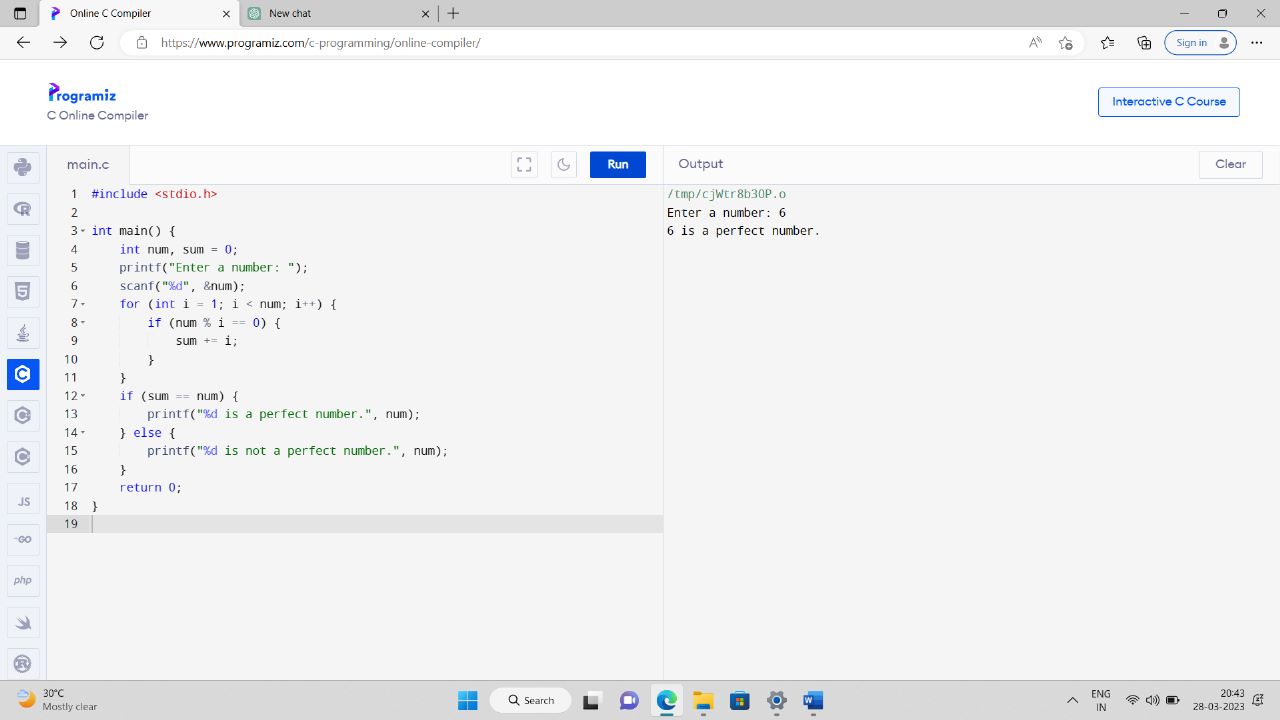 Online C Compiler
New chat
https://www.programiz.com/c-programming/online-compiler/
Sign in
Programiz
C Online Compiler
Interactive C Course
main.c
Run
Output
Clear
1 #include <stdio.h>
2
3 int main() {
4 int num, sum = 0;
5 printf("Enter a number: ");
6 scanf("%d", &num);
7 for (int i = 1; i < num; i++) {
8 if (num % i == 0) {
9 sum += i;
10 }
11 }
12 if (sum == num) {
13 printf("%d is a perfect number.", num);
14 } else {
15 printf("%d is not a perfect number.", num);
16 }
17 return 0;
18 }
19
/tmp/cjWtr8b3OP.o
Enter a number: 6
6 is a perfect number.
JS
GO
php
30°C
Mostly clear
Search
ENG
IN
20:43
28-03-2023